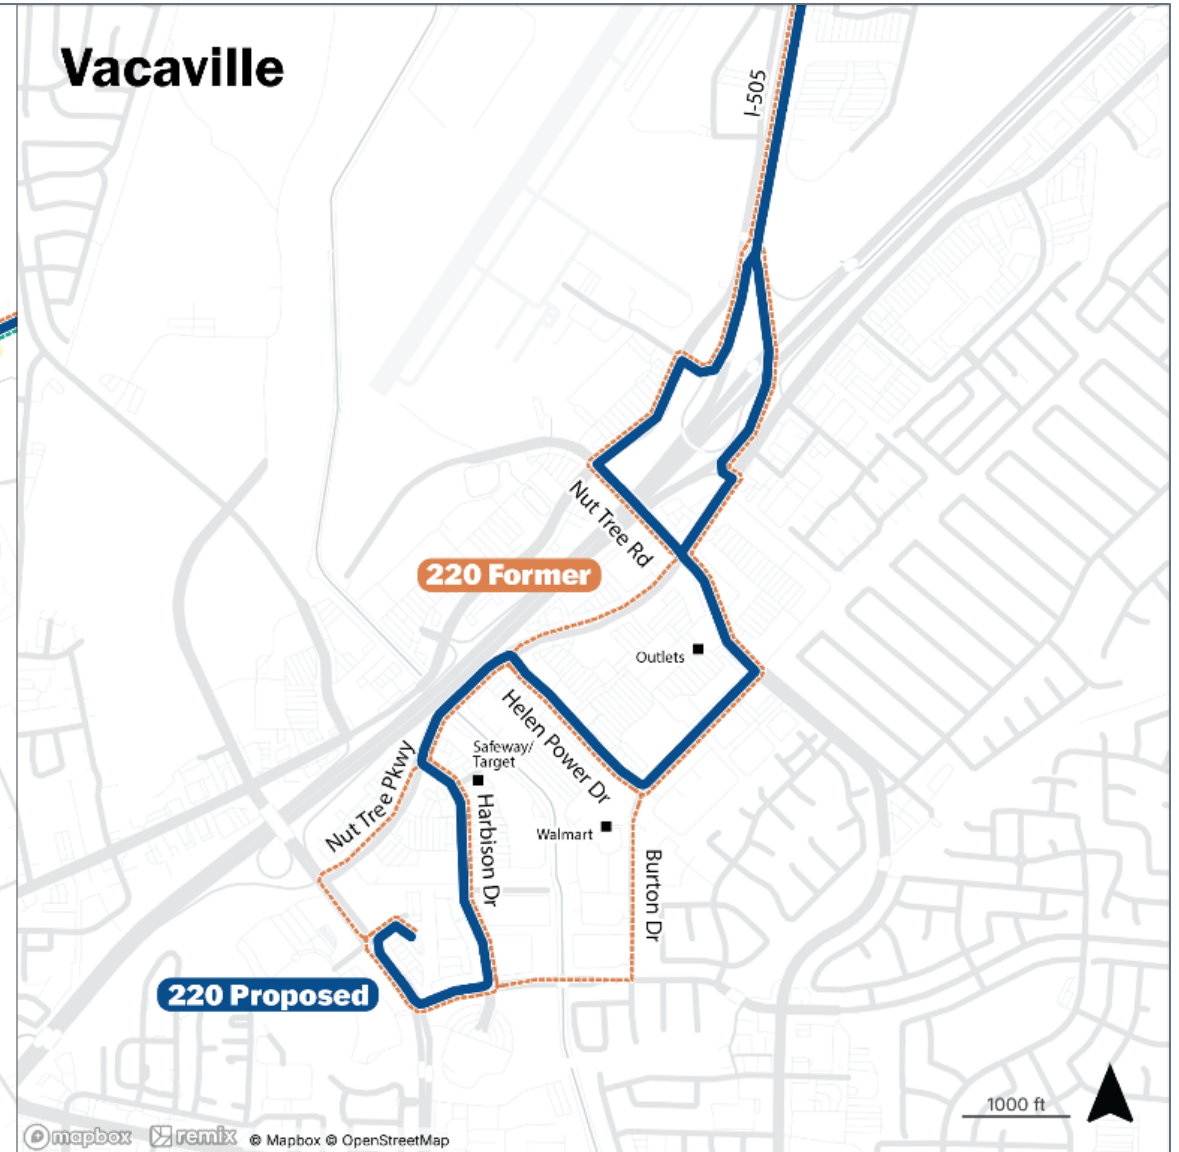 Vacaville
I-505
Nut Tree Rd
220 Former
Outlets
Helen Power Dr
Safeway/
Target
Nut Tree Pkwy
Harbison Dr
Walmart
Burton Dr
220 Proposed
1000 ft
mapbox remix © Mapbox © OpenStreetMap